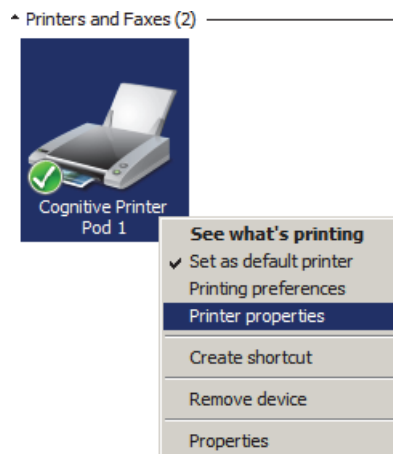 Printers and Faxes (2)
Cognitive Printer
Pod 1
See what's printing
Set as default printer
Printing preferences
Printer properties
Create shortcut
Remove device
Properties